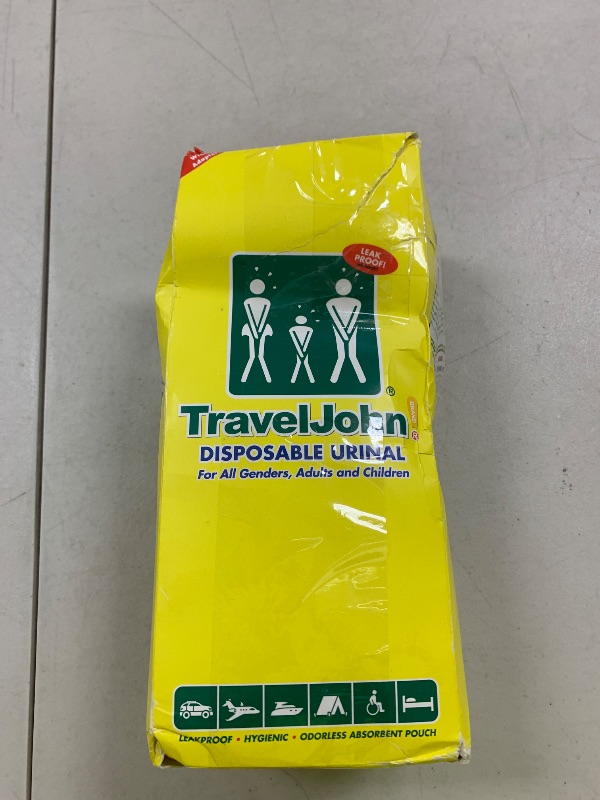 LEAK
PROOF!
TravelJohn®
DISPOSABLE URINAL
For All Genders, Adults and Children
LEAKPROOF • HYGIENIC • ODORLESS ABSORBENT POUCH